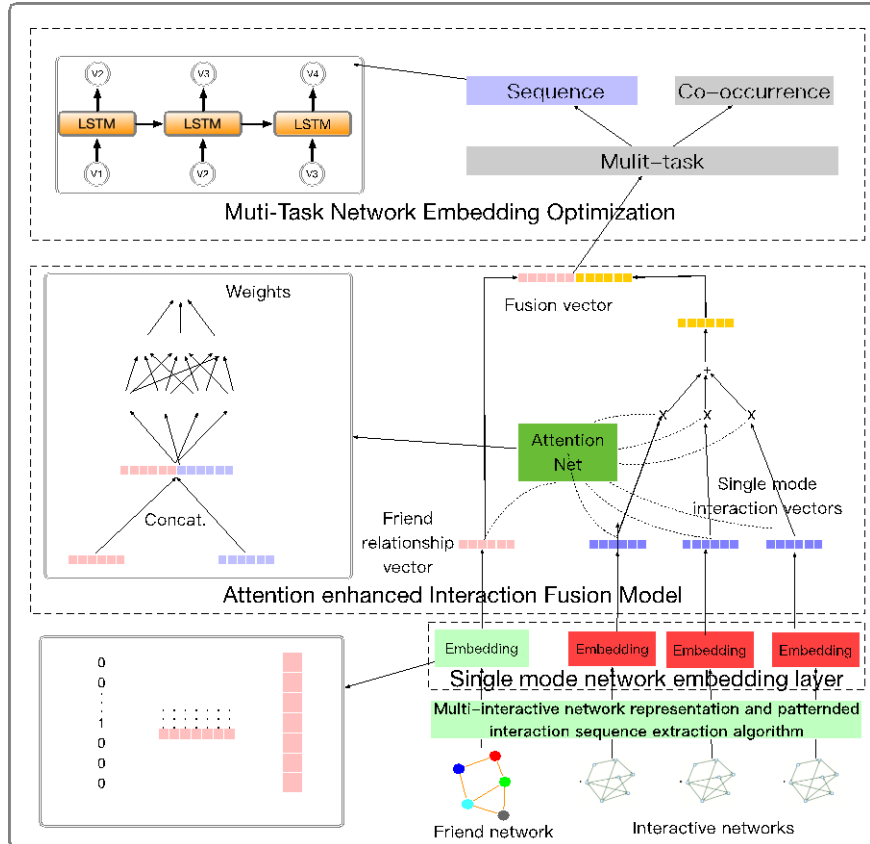 V2
V3
V4
LSTM
LSTM
LSTM
V1
V2
V3
Sequence
Co-occurrence
Mulit-task
Muti-Task Network Embedding Optimization
Weights
Concat.
Fusion vector
+
x
x
x
Attention
Net
Single mode
interaction vectors
Friend
relationship
vector
Attention enhanced Interaction Fusion Model
Embedding
Embedding
Embedding
Embedding
Single mode network embedding layer
0
0
.
.
.
1
0
0
0
Multi-interactive network representation and patternded
interaction sequence extraction algorithm
Friend network
Interactive networks